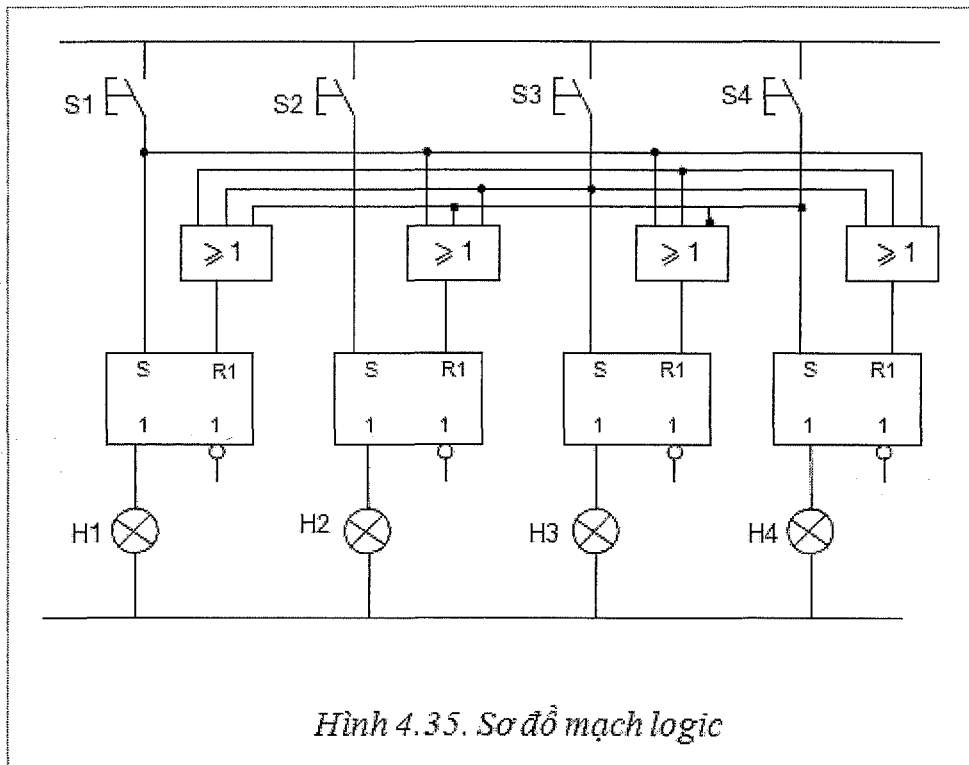 S1 S2 S3 S4
≥1 ≥1 ≥1 ≥1
S R1 S R1 S R1 S R1
1 1 1 1 1 1 1 1
H1 H2 H3 H4
Hình 4.35. Sơ đồ mạch logic